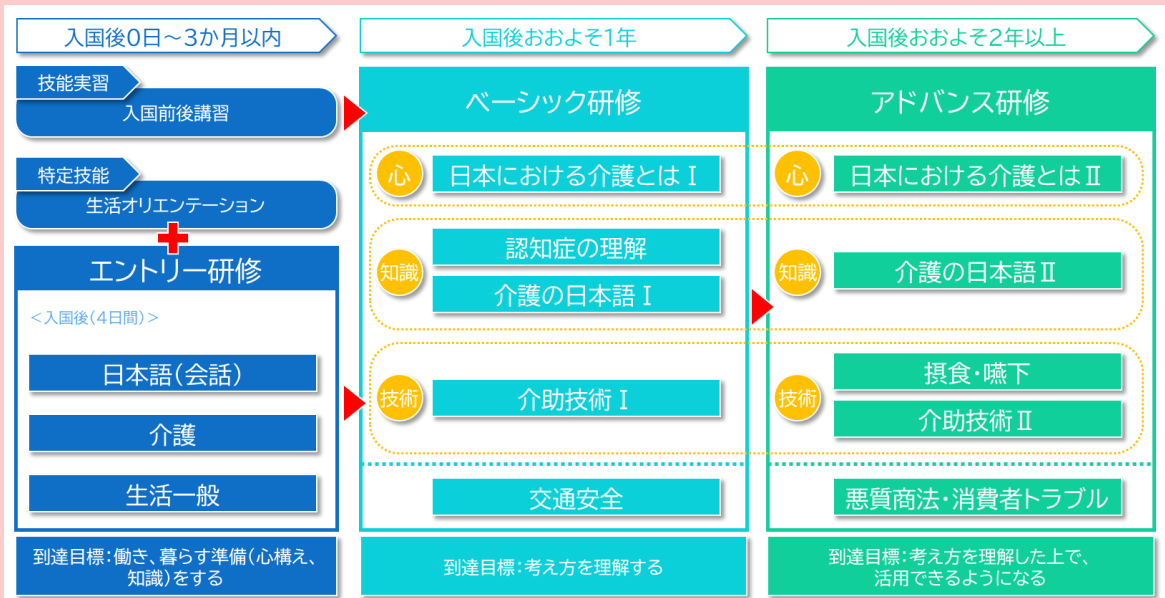 入国後0日～3か月以内
技能実習
入国前後講習
特定技能
生活オリエンテーション
エントリー研修
＜入国後(4日間)＞
日本語(会話)
介護
生活一般
到達目標:働き、暮らす準備(心構え、
知識)をする
入国後おおよそ1年
ベーシック研修
心
日本における介護とはⅠ
知識
認知症の理解
介護の日本語Ⅰ
技術
介助技術Ⅰ
交通安全
到達目標:考え方を理解する
入国後おおよそ2年以上
アドバンス研修
心
日本における介護とはⅡ
知識
介護の日本語Ⅱ
技術
摂食・嚥下
介助技術Ⅱ
悪質商法・消費者トラブル
到達目標:考え方を理解した上で、
活用できるようになる